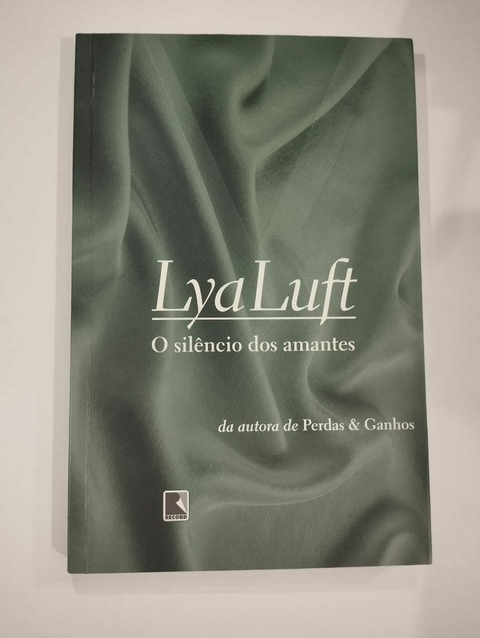 Lya Luft
O silêncio dos amantes
da autora de Perdas & Ganhos
RECORD